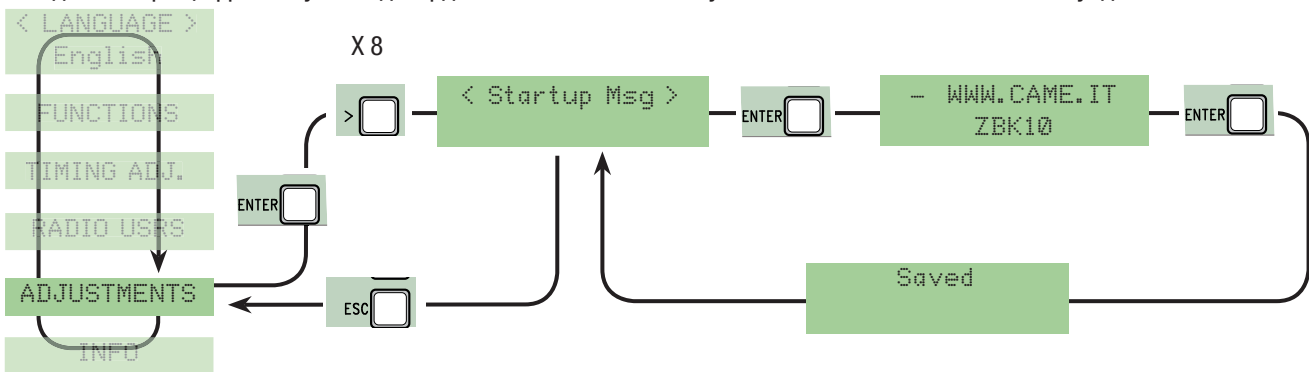 < LANGUAGE >
English
FUNCTIONS
TIMING ADJ.
RADIO USRS
ADJUSTMENTS
INFO
ENTER
X 8
>
< Startup Msg >
ENTER
– WWW.CAME.IT
ZBK10
ENTER
Saved
ESC